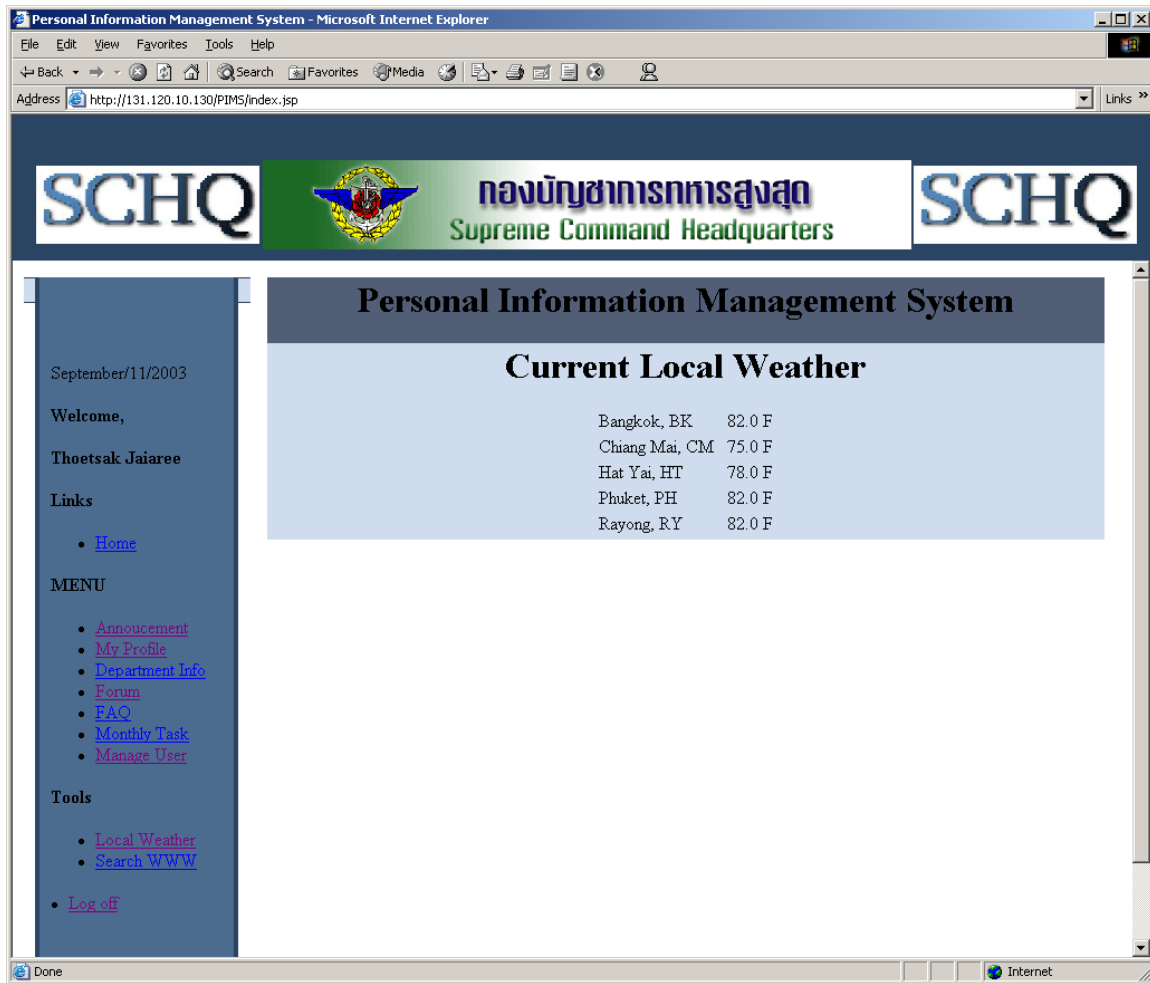 Personal Information Management System - Microsoft Internet Explorer
File Edit View Favorites Tools Help
Back Search Favorites Media
Address http://131.120.10.130/PIMS/index.jsp Links »
SCHQ กองบัญชาการทหารสูงสุด SCHQ
Supreme Command Headquarters
Personal Information Management System
Current Local Weather
Bangkok, BK 82.0 F
Chiang Mai, CM 75.0 F
Hat Yai, HT 78.0 F
Phuket, PH 82.0 F
Rayong, RY 82.0 F
September/11/2003
Welcome,
Thoetsak Jaiaree
Links
Home
MENU
Annoucement
My Profile
Department Info
Forum
FAQ
Monthly Task
Manage User
Tools
Local Weather
Search WWW
Log off
Done Internet